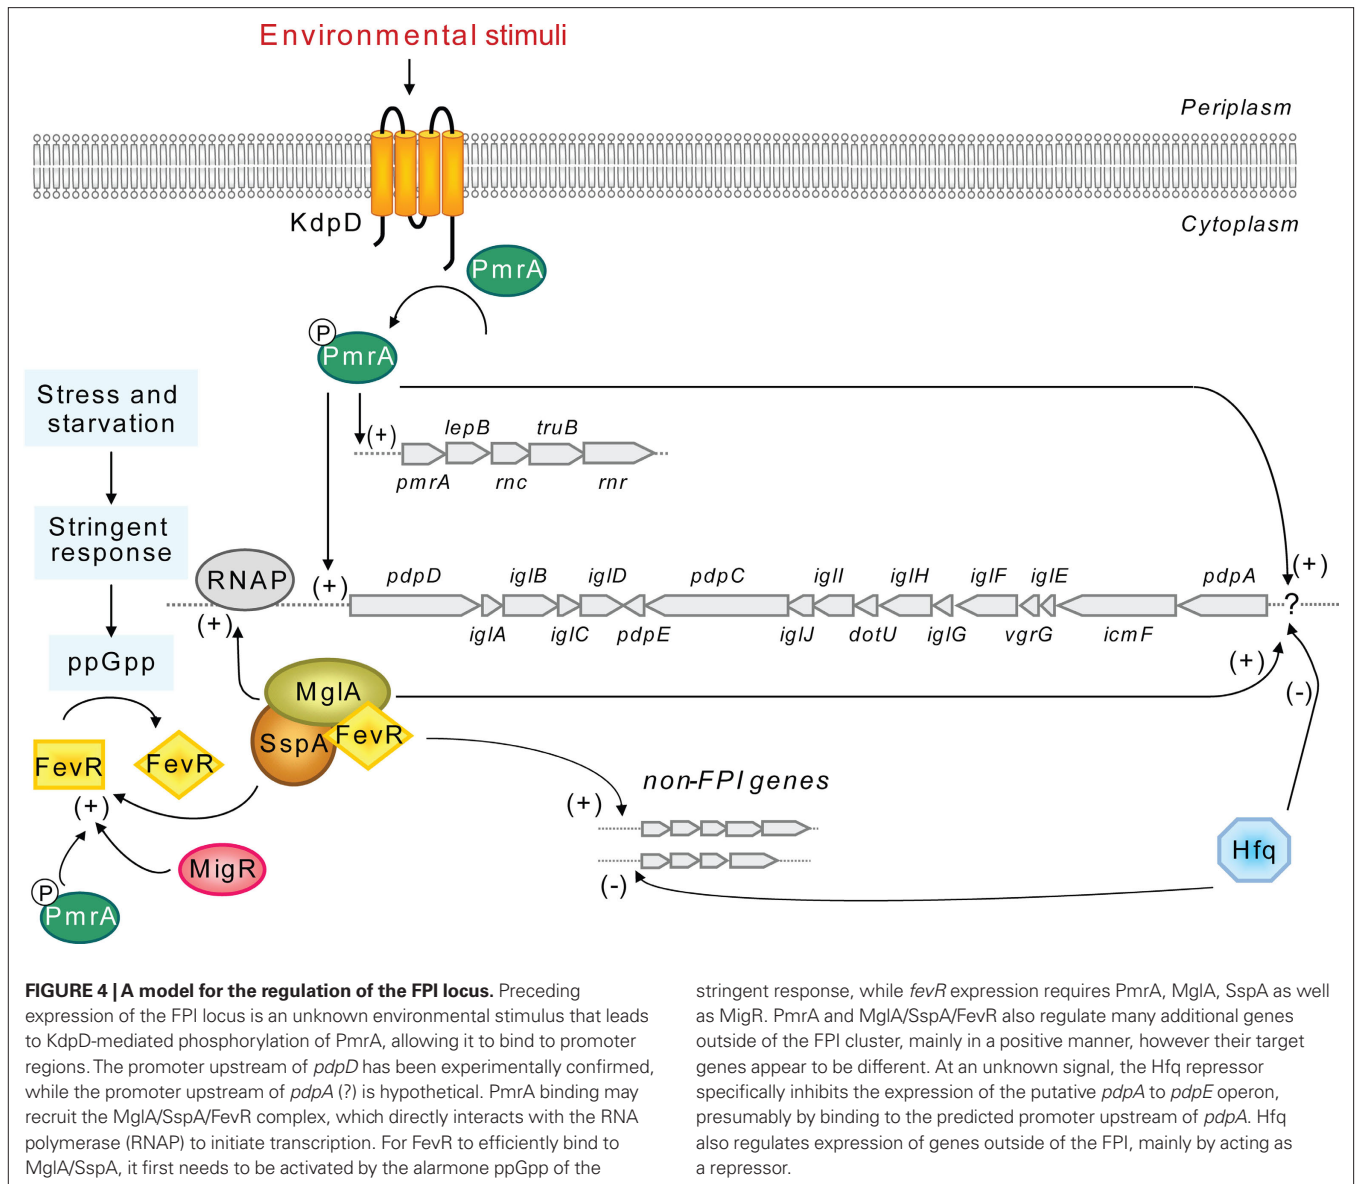 Environmental stimuli
Periplasm
KdpD
Cytoplasm
PmrA
P
PmrA
Stress and
starvation
(+)
lepB truB
pmrA rnc rnr
Stringent
response
RNAP
(+)
(+)
pdpD iglB iglD pdpC iglI iglH iglF iglE pdpA
(+)
?
iglA iglC pdpE iglJ dotU iglG vgrG icmF
ppGpp
(+)
(-)
MglA
SspA
FevR
FevR
FevR
(+)
non-FPI genes
(+)
(-)
Hfq
MigR
P
PmrA
FIGURE 4 | A model for the regulation of the FPI locus. Preceding
expression of the FPI locus is an unknown environmental stimulus that leads
to KdpD-mediated phosphorylation of PmrA, allowing it to bind to promoter
regions. The promoter upstream of pdpD has been experimentally confirmed,
while the promoter upstream of pdpA (?) is hypothetical. PmrA binding may
recruit the MglA/SspA/FevR complex, which directly interacts with the RNA
polymerase (RNAP) to initiate transcription. For FevR to efficiently bind to
MglA/SspA, it first needs to be activated by the alarmone ppGpp of the
stringent response, while fevR expression requires PmrA, MglA, SspA as well
as MigR. PmrA and MglA/SspA/FevR also regulate many additional genes
outside of the FPI cluster, mainly in a positive manner, however their target
genes appear to be different. At an unknown signal, the Hfq repressor
specifically inhibits the expression of the putative pdpA to pdpE operon,
presumably by binding to the predicted promoter upstream of pdpA. Hfq
also regulates expression of genes outside of the FPI, mainly by acting as
a repressor.